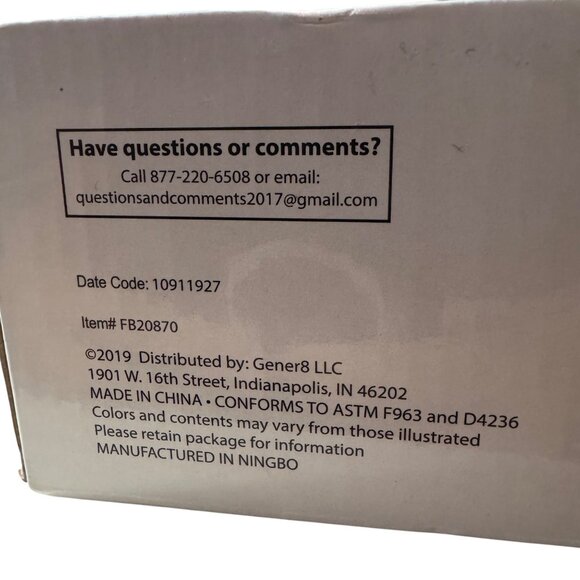 Have questions or comments?
Call 877-220-6508 or email:
questionsandcomments2017@gmail.com
Date Code: 10911927
Item# FB20870
©2019 Distributed by: Gener8 LLC
1901 W. 16th Street, Indianapolis, IN 46202
MADE IN CHINA • CONFORMS TO ASTM F963 and D4236
Colors and contents may vary from those illustrated
Please retain package for information
MANUFACTURED IN NINGBO